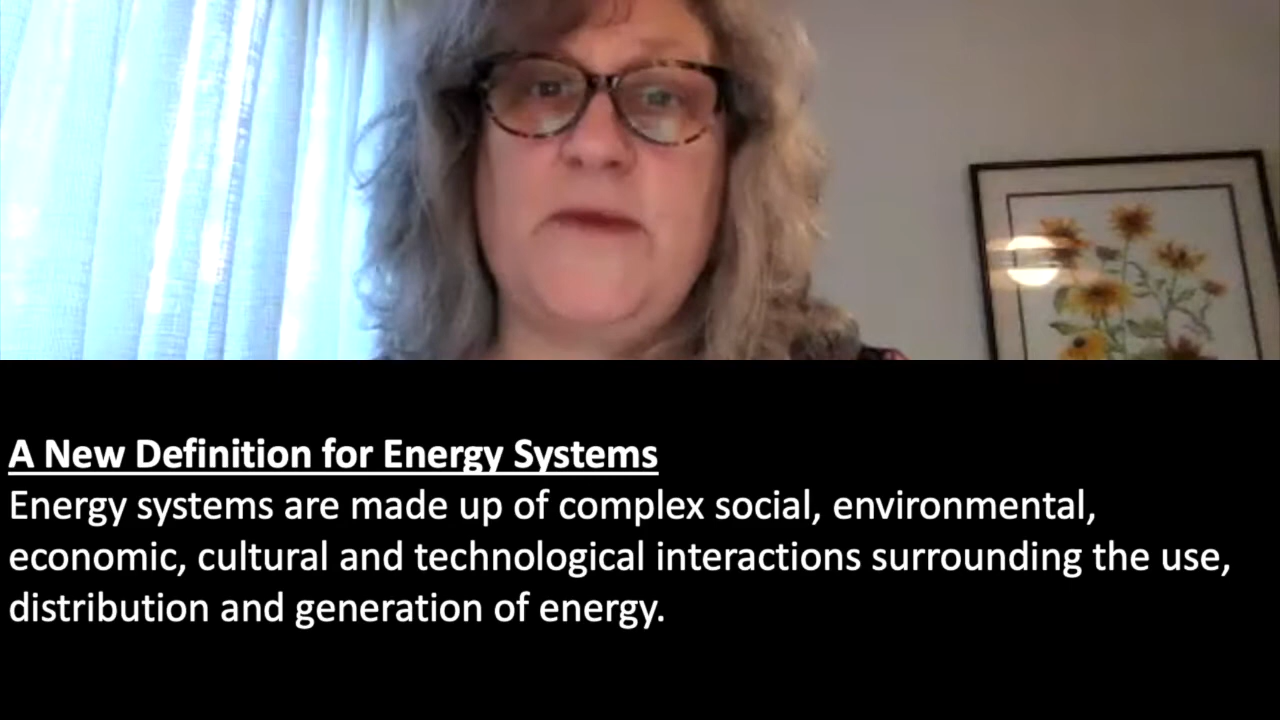 A New Definition for Energy Systems
Energy systems are made up of complex social, environmental,
economic, cultural and technological interactions surrounding the use,
distribution and generation of energy.